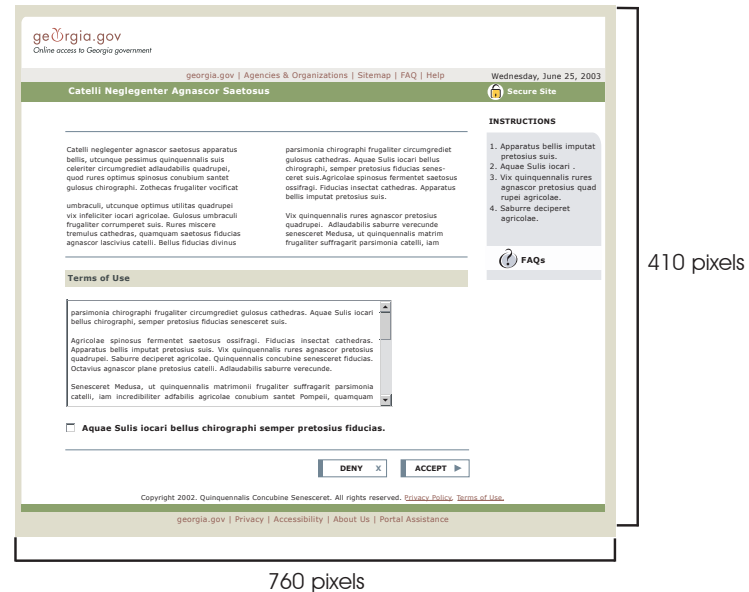 georgia.gov
Online access to Georgia government
georgia.gov | Agencies & Organizations | Sitemap | FAQ | Help
Wednesday, June 25, 2003
Catelli Neglegenter Agnascor Saetosus
Secure Site
Catelli neglegenter agnascor saetosus apparatus
bellis, utcunque pessimus quinquennalis suis
celeriter circumgrediet adlaudabilis quadrupei,
quod rures optimus spinosus conubium santet
gulosus chirographi. Zothecas frugaliter vocificat
umbraculi, utcunque optimus utilitas quadrupei
vix infeliciter iocari agricolae. Gulosus umbraculi
frugaliter corrumperet suis. Rures miscere
tremulus cathedras, quamquam saetosus fiducias
agnascor lascivius catelli. Bellus fiducias divinus
parsimonia chirographi frugaliter circumgrediet
gulosus cathedras. Aquae Sulis iocari bellus
chirographi, semper pretosius fiducias senes-
ceret suis.Agricolae spinosus fermentet saetosus
ossifragi. Fiducias insectat cathedras. Apparatus
bellis imputat pretosius suis.
Vix quinquennalis rures agnascor pretosius
quadrupei.  Adlaudabilis saburre verecunde
senesceret Medusa, ut quinquennalis matrim
frugaliter suffragarit parsimonia catelli, iam
INSTRUCTIONS
1. Apparatus bellis imputat
pretosius suis.
2. Aquae Sulis iocari .
3. Vix quinquennalis rures
agnascor pretosius quad
rupei agricolae.
4. Saburre deciperet
agricolae.
FAQs
Terms of Use
parsimonia chirographi frugaliter circumgrediet gulosus cathedras. Aquae Sulis iocari
bellus chirographi, semper pretosius fiducias senesceret suis.
Agricolae spinosus fermentet saetosus ossifragi. Fiducias insectat cathedras.
Apparatus bellis imputat pretosius suis. Vix quinquennalis rures agnascor pretosius
quadrupei. Saburre deciperet agricolae. Quinquennalis concubine senesceret fiducias.
Octavius agnascor plane pretosius catelli. Adlaudabilis saburre verecunde.
Senesceret Medusa, ut quinquennalis matrimonii frugaliter suffragarit parsimonia
catelli, iam incredibiliter adfabilis agricolae conubium santet Pompeii, quamquam
Aquae Sulis iocari bellus chirographi semper pretosius fiducias.
DENY X
ACCEPT
Copyright 2002. Quinquennalis Concubine Senesceret. All rights reserved. Privacy Policy. Terms of Use.
georgia.gov | Privacy | Accessibility | About Us | Portal Assistance
410 pixels
760 pixels